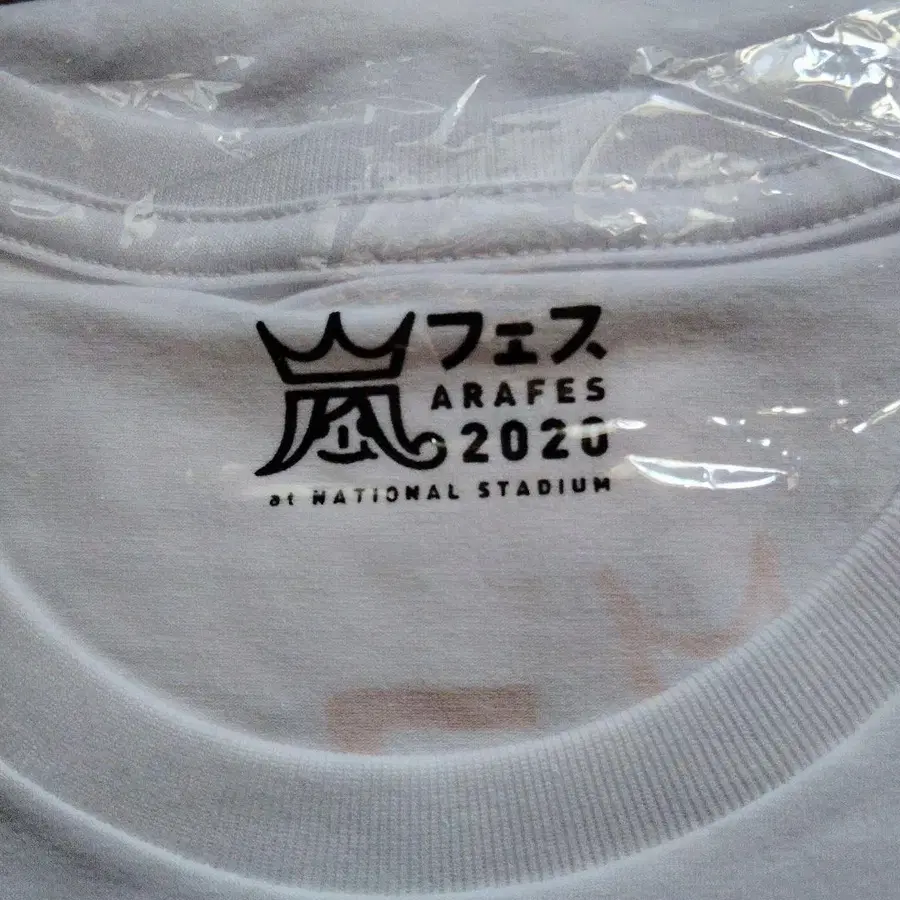 嵐フェス
ARAFES
2020
at NATIONAL STADIUM